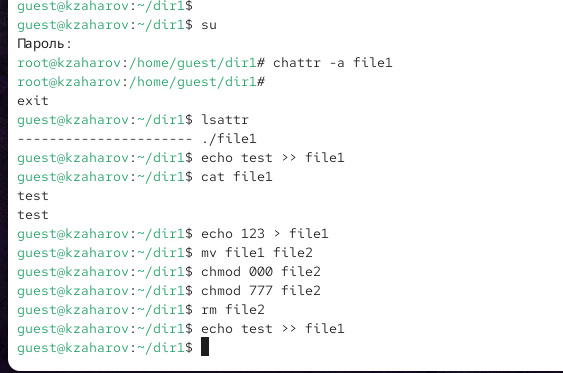 guest@kzaharov:~/dir1$
guest@kzaharov:~/dir1$ su
Пароль:
root@kzaharov:/home/guest/dir1# chattr -a file1
root@kzaharov:/home/guest/dir1#
exit
guest@kzaharov:~/dir1$ lsattr
---------------------- ./file1
guest@kzaharov:~/dir1$ echo test >> file1
guest@kzaharov:~/dir1$ cat file1
test
test
guest@kzaharov:~/dir1$ echo 123 > file1
guest@kzaharov:~/dir1$ mv file1 file2
guest@kzaharov:~/dir1$ chmod 000 file2
guest@kzaharov:~/dir1$ chmod 777 file2
guest@kzaharov:~/dir1$ rm file2
guest@kzaharov:~/dir1$ echo test >> file1
guest@kzaharov:~/dir1$